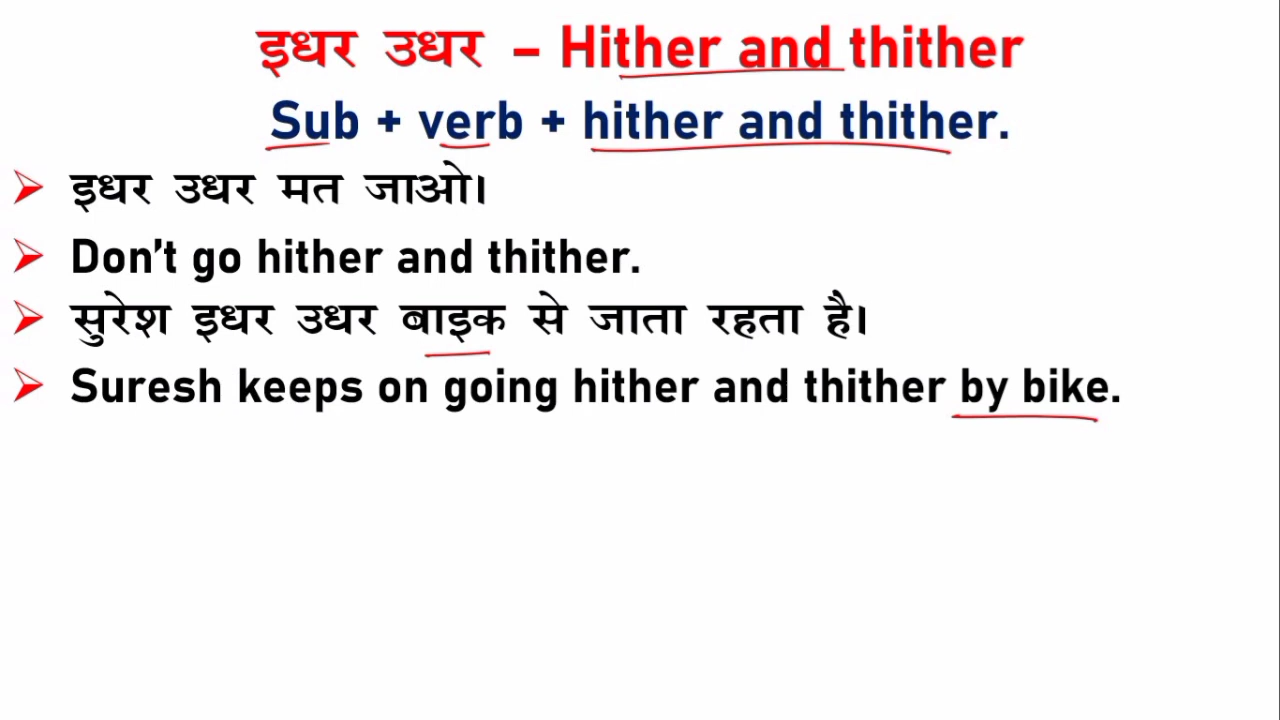 इधर उधर – Hither and thither
Sub + verb + hither and thither.
➢ इधर उधर मत जाओ।
➢ Don't go hither and thither.
➢ सुरेश इधर उधर बाइक से जाता रहता है।
➢ Suresh keeps on going hither and thither by bike.